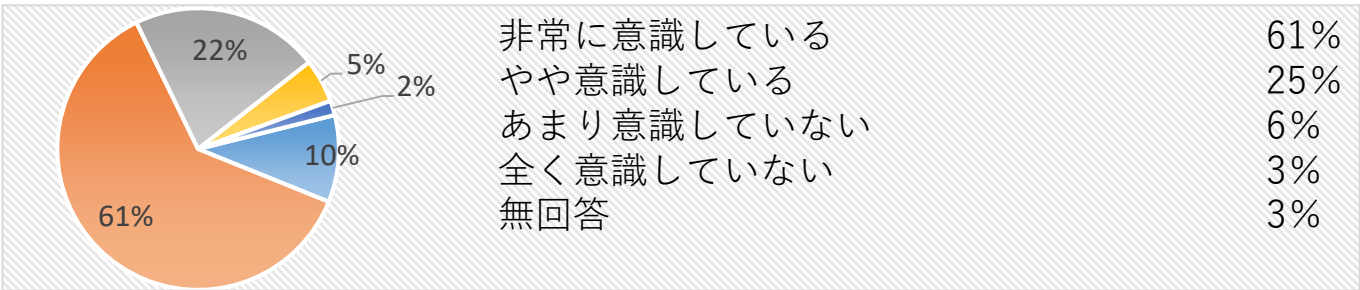 22%
5%
2%
10%
61%
非常に意識している 61%
やや意識している 25%
あまり意識していない 6%
全く意識していない 3%
無回答 3%